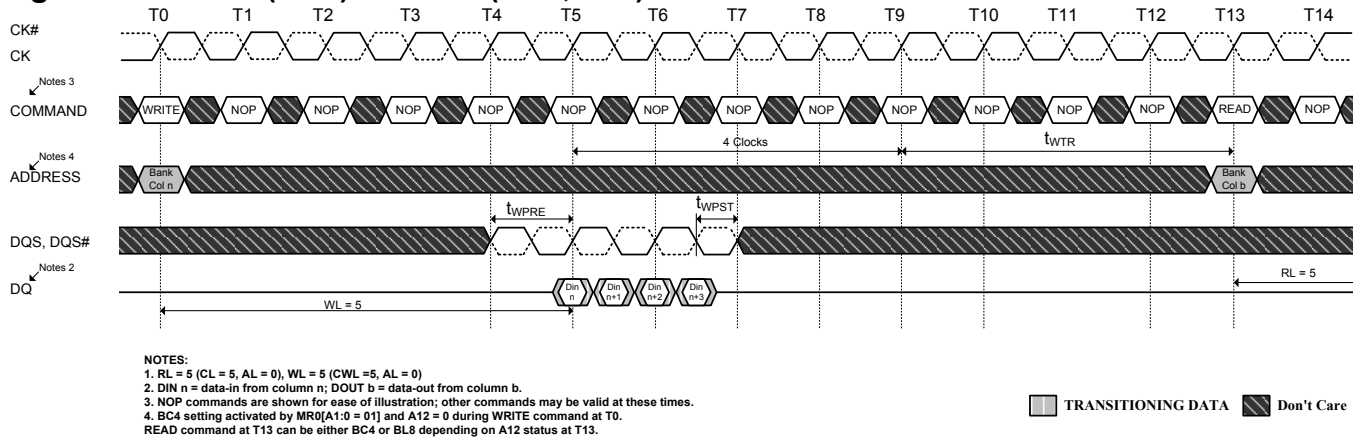 T0 T1 T2 T3 T4 T5 T6 T7 T8 T9 T10 T11 T12 T13 T14
CK#
CK
Notes 3
COMMAND
WRITE NOP NOP NOP NOP NOP NOP NOP NOP NOP NOP NOP NOP READ NOP
4 Clocks tWTR
Notes 4
ADDRESS
Bank Col n
Bank Col b
tWPRE tWPST
DQS, DQS#
Notes 2
DQ
Din n
Din n+1
Din n+2
Din n+3
RL = 5
WL = 5
NOTES:
1. RL = 5 (CL = 5, AL = 0), WL = 5 (CWL =5, AL = 0)
2. DIN n = data-in from column n; DOUT b = data-out from column b.
3. NOP commands are shown for ease of illustration; other commands may be valid at these times.
4. BC4 setting activated by MR0[A1:0 = 01] and A12 = 0 during WRITE command at T0.
READ command at T13 can be either BC4 or BL8 depending on A12 status at T13.
TRANSITIONING DATA Don't Care